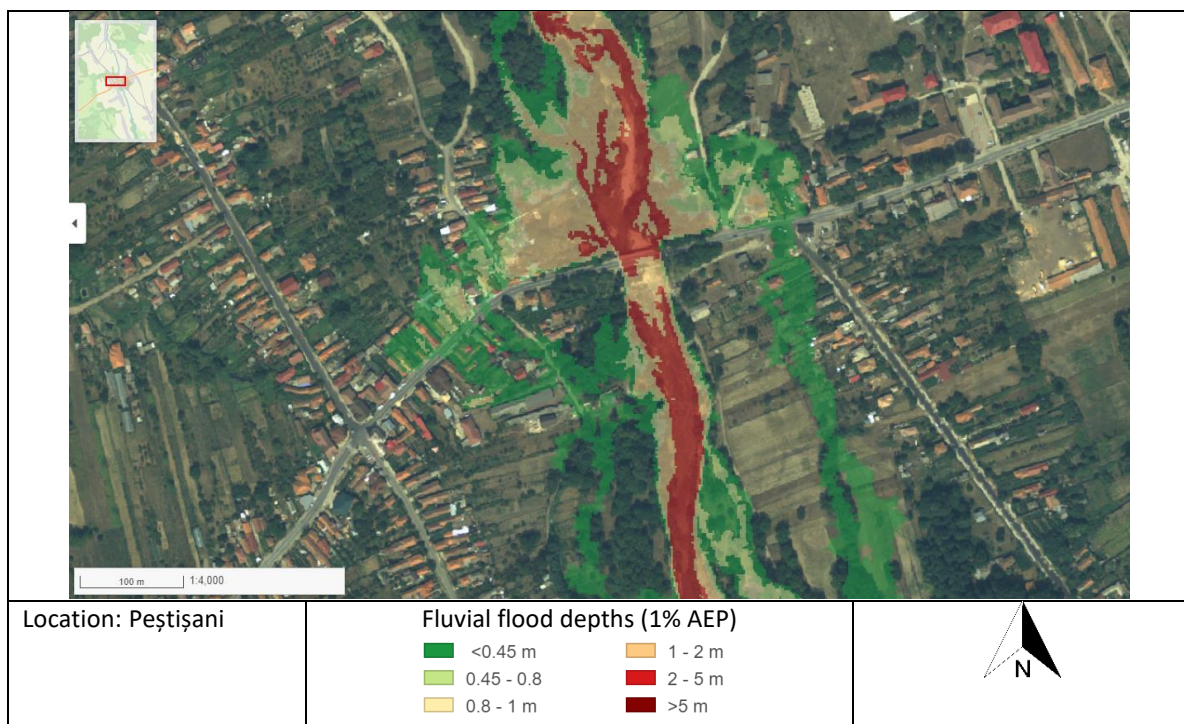 100 m 1:4,000
Location: Peștișani
Fluvial flood depths (1% AEP)
<0.45 m
0.45 - 0.8
0.8 - 1 m
1 - 2 m
2 - 5 m
>5 m
N